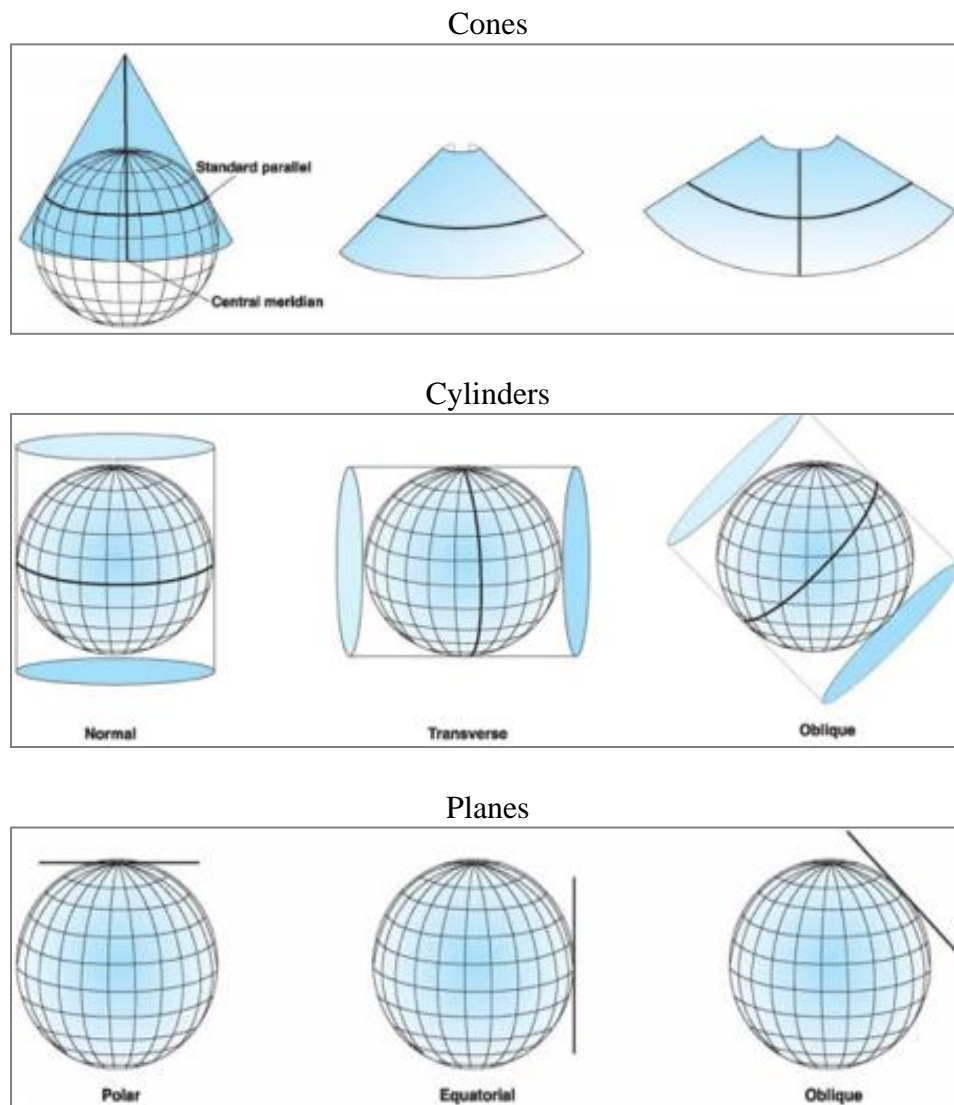 Cones
Standard parallel
Central meridian
Cylinders
Normal
Transverse
Oblique
Planes
Polar
Equatorial
Oblique